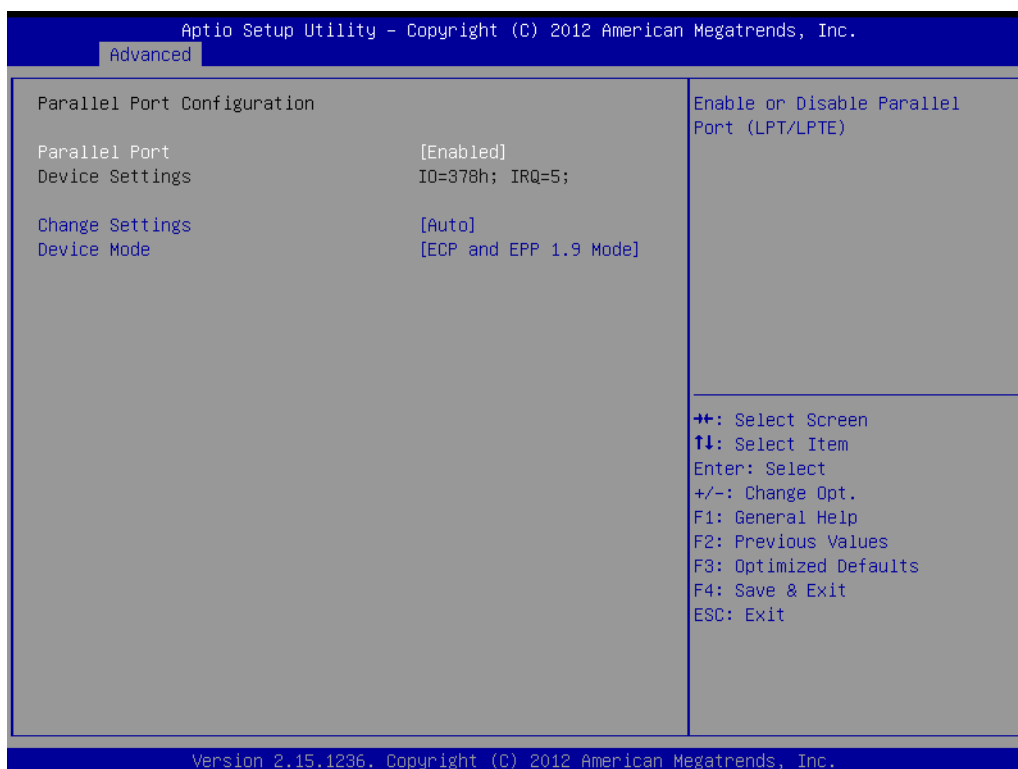 Aptio Setup Utility – Copyright (C) 2012 American Megatrends, Inc.
Advanced
Parallel Port Configuration
Parallel Port [Enabled]
Device Settings IO=378h; IRQ=5;
Change Settings [Auto]
Device Mode [ECP and EPP 1.9 Mode]
Enable or Disable Parallel
Port (LPT/LPTE)
→←: Select Screen
↑↓: Select Item
Enter: Select
+/-: Change Opt.
F1: General Help
F2: Previous Values
F3: Optimized Defaults
F4: Save & Exit
ESC: Exit
Version 2.15.1236. Copyright (C) 2012 American Megatrends, Inc.